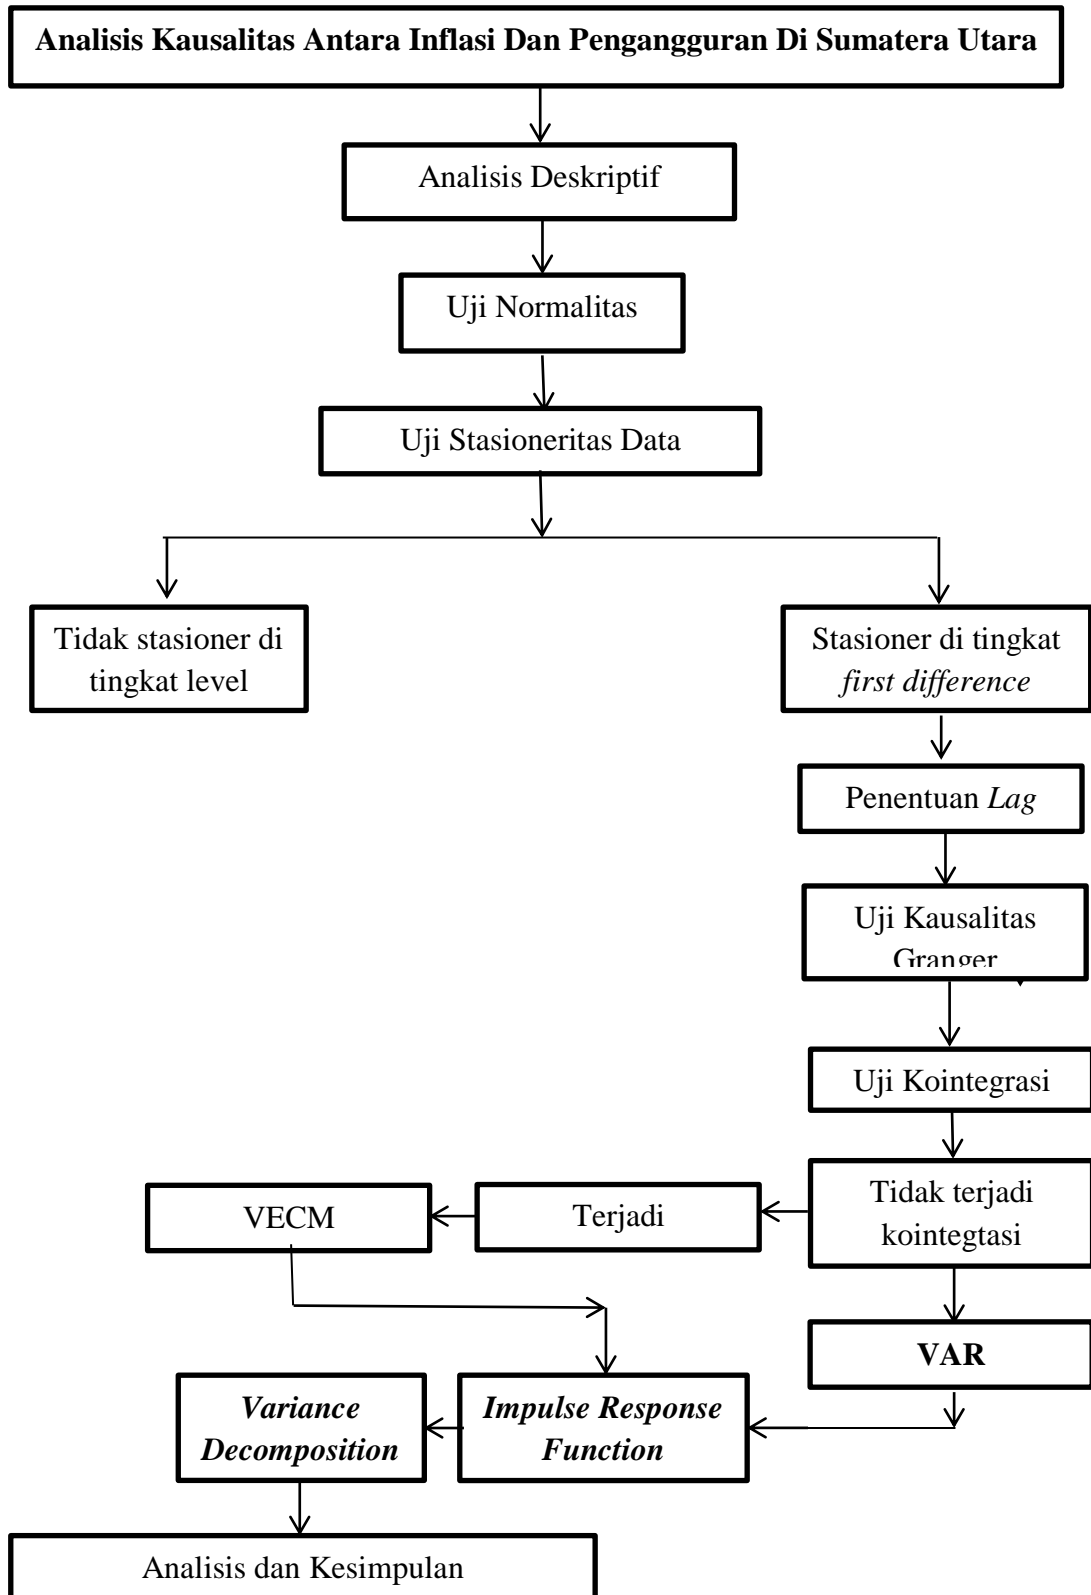 Analisis Kausalitas Antara Inflasi Dan Pengangguran Di Sumatera Utara
Analisis Deskriptif
Uji Normalitas
Uji Stasioneritas Data
Tidak stasioner di
tingkat level
Stasioner di tingkat
first difference
Penentuan Lag
Uji Kausalitas
Granger
Uji Kointegrasi
Tidak terjadi
kointegtasi
Terjadi
VECM
VAR
Impulse Response
Function
Variance
Decomposition
Analisis dan Kesimpulan